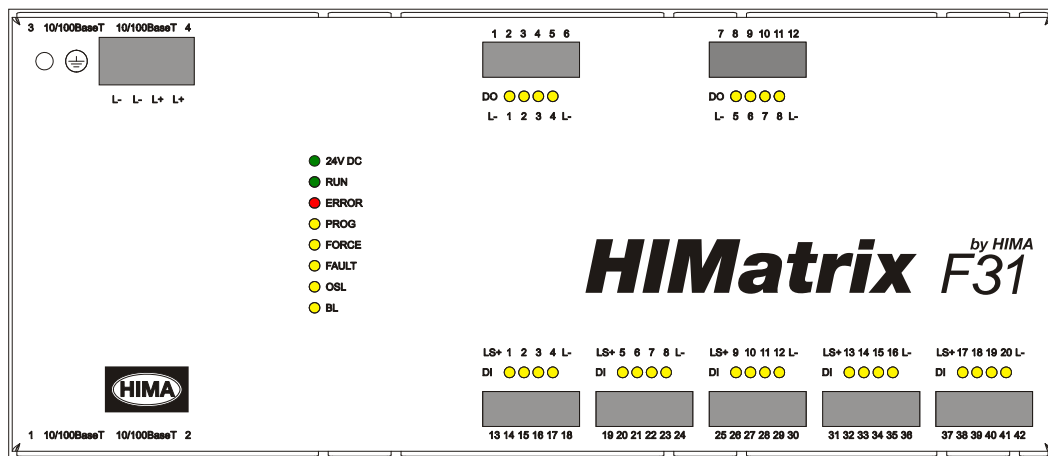 3 10/100BaseT 10/100BaseT 4
L- L- L+ L+
1 2 3 4 5 6
DO
L- 1 2 3 4 L-
7 8 9 10 11 12
DO
L- 5 6 7 8 L-
24V DC
RUN
ERROR
PROG
FORCE
FAULT
OSL
BL
HIMatrix
by HIMA
F31
LS+ 1 2 3 4 L-
DI
13 14 15 16 17 18
LS+ 5 6 7 8 L-
DI
19 20 21 22 23 24
LS+ 9 10 11 12 L-
DI
25 26 27 28 29 30
LS+ 13 14 15 16 L-
DI
31 32 33 34 35 36
LS+ 17 18 19 20 L-
DI
37 38 39 40 41 42
HIMA
1 10/100BaseT 10/100BaseT 2